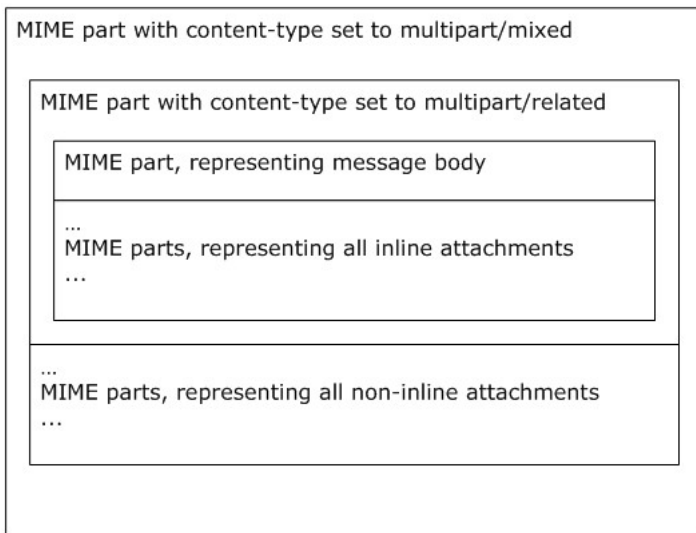 MIME part with content-type set to multipart/mixed
MIME part with content-type set to multipart/related
MIME part, representing message body
...
MIME parts, representing all inline attachments
...
...
MIME parts, representing all non-inline attachments
...